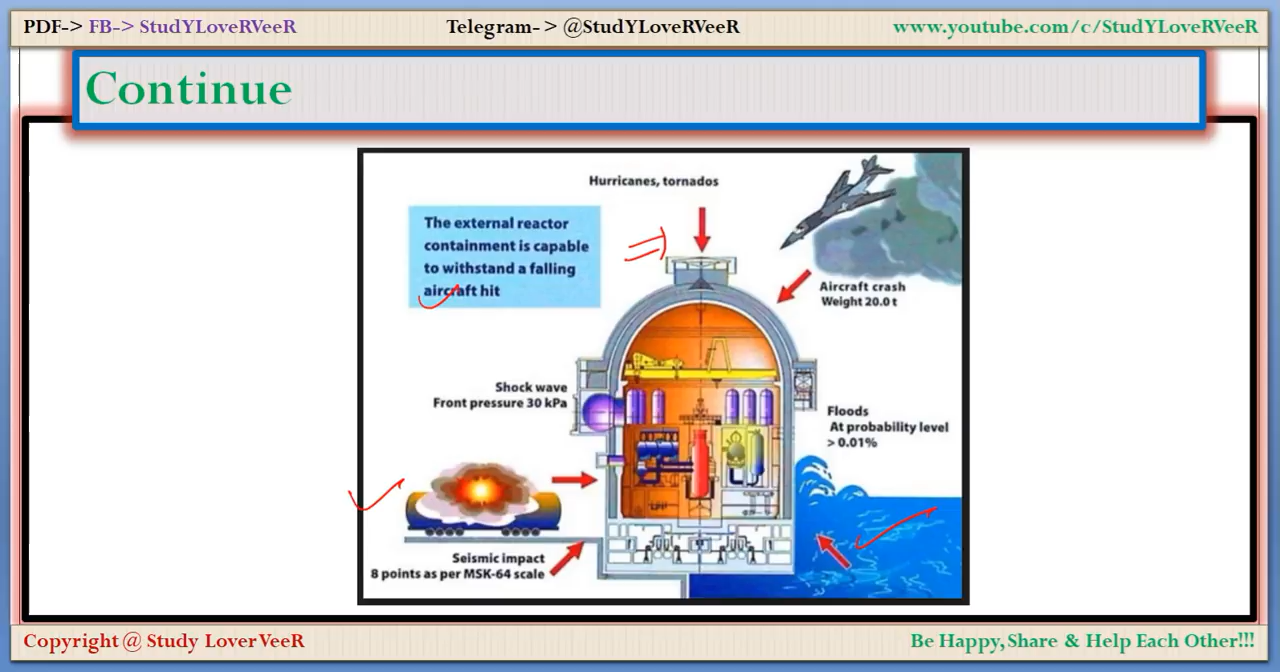 PDF-> FB-> StudYLoveRVeeR
Telegram-> @StudYLoveRVeeR
www.youtube.com/c/StudYLoveRVeeR
Continue
Hurricanes, tornados
The external reactor
containment is capable
to withstand a falling
aircraft hit
Aircraft crash
Weight 20.0 t
Shock wave
Front pressure 30 kPa
Floods
At probability level
> 0.01%
Seismic impact
8 points as per MSK-64 scale
Copyright @ Study LoverVeeR
Be Happy, Share & Help Each Other!!!